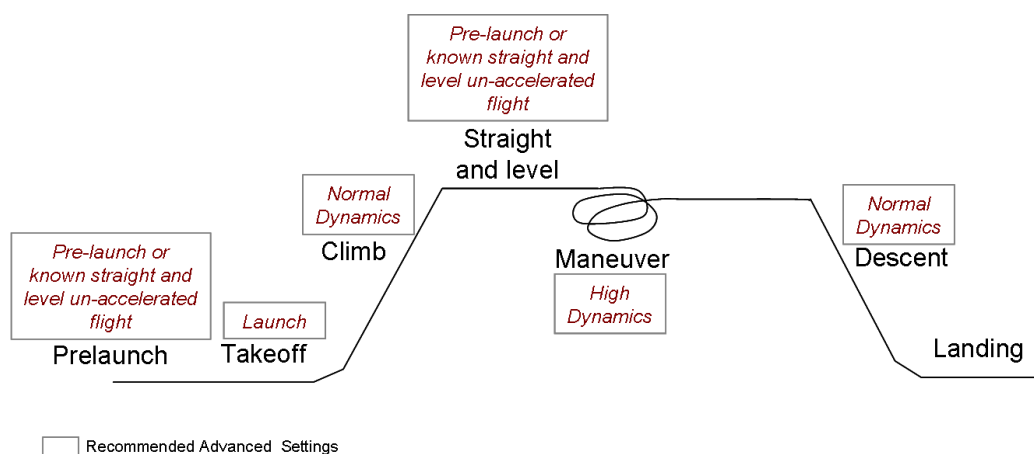 Pre-launch or
known straight and
level un-accelerated
flight
Straight
and level
Normal
Dynamics
Climb
Normal
Dynamics
Descent
Maneuver
High
Dynamics
Pre-launch or
known straight and
level un-accelerated
flight
Prelaunch
Launch
Takeoff
Landing
Recommended Advanced Settings